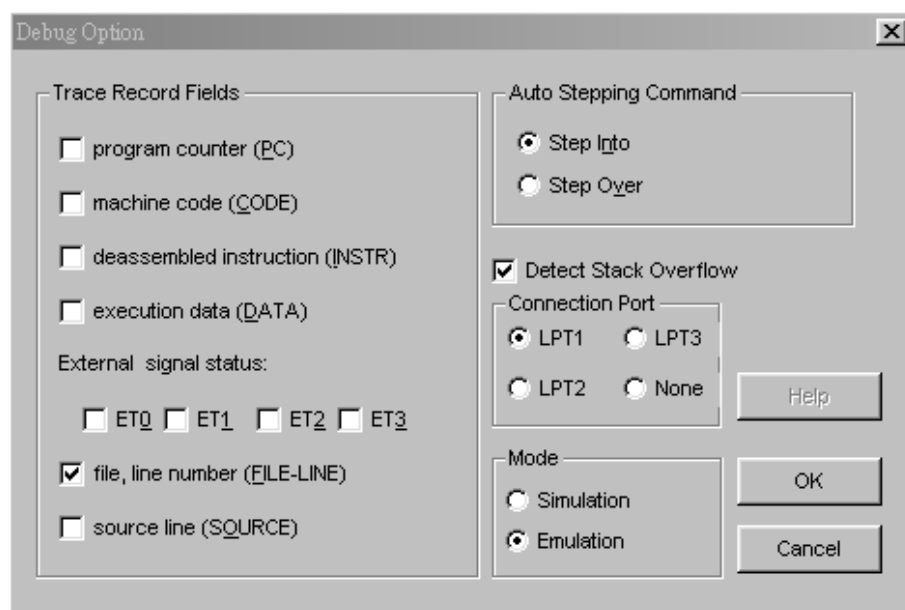 Debug Option
Trace Record Fields
program counter (PC)
machine code (CODE)
deassembled instruction (INSTR)
execution data (DATA)
External signal status:
ET0 ET1 ET2 ET3
file, line number (FILE-LINE)
source line (SOURCE)
Auto Stepping Command
Step Into
Step Over
Detect Stack Overflow
Connection Port
LPT1 LPT3
LPT2 None
Mode
Simulation
Emulation
Help
OK
Cancel